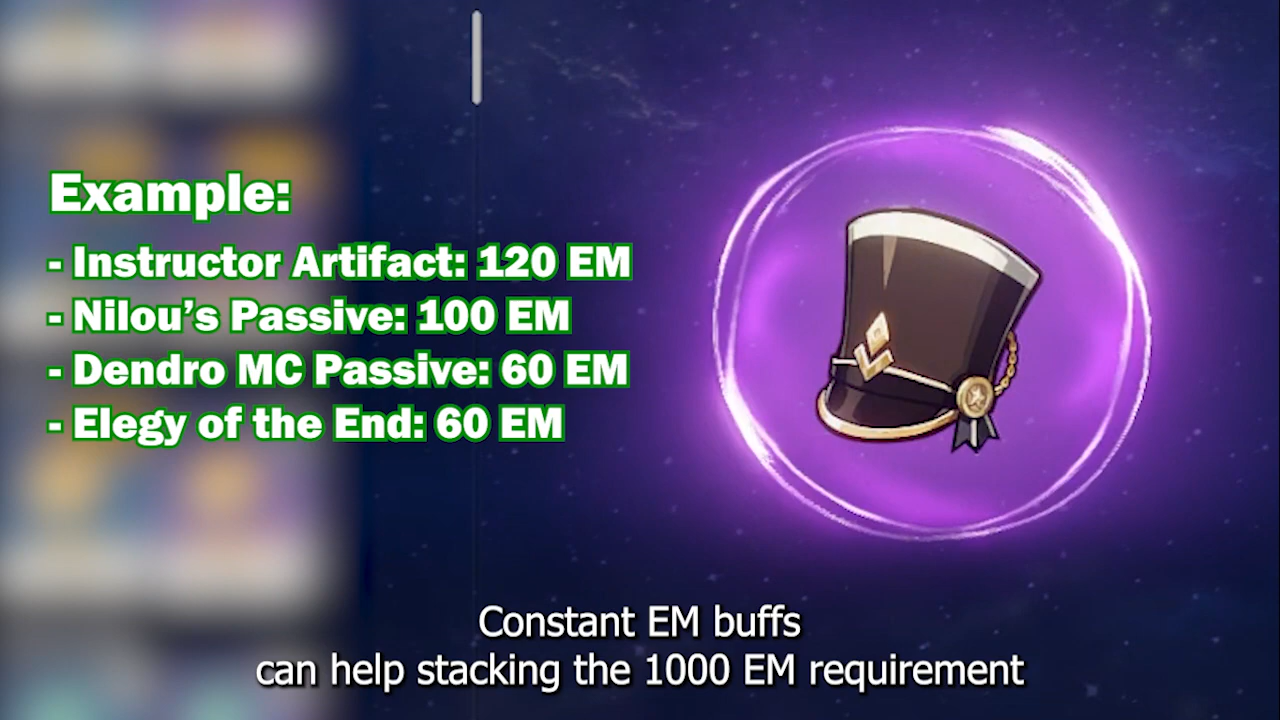 Example:
- Instructor Artifact: 120 EM
- Nilou’s Passive: 100 EM
- Dendro MC Passive: 60 EM
- Elegy of the End: 60 EM
Constant EM buffs
can help stacking the 1000 EM requirement